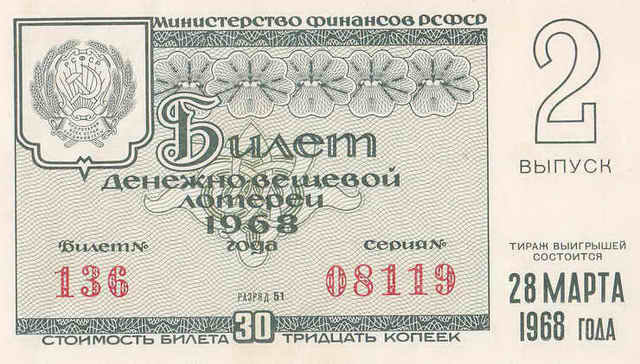 Министерство финансов РСФСР
РСФСР
Билет
денежно-вещевой
лотереи
1968
года
Билет № серия №
136 08119
РАЗРЯД 51
СТОИМОСТЬ БИЛЕТА 30 ТРИДЦАТЬ КОПЕЕК
2
ВЫПУСК
ТИРАЖ ВЫИГРЫШЕЙ
СОСТОИТСЯ
28 МАРТА
1968 ГОДА